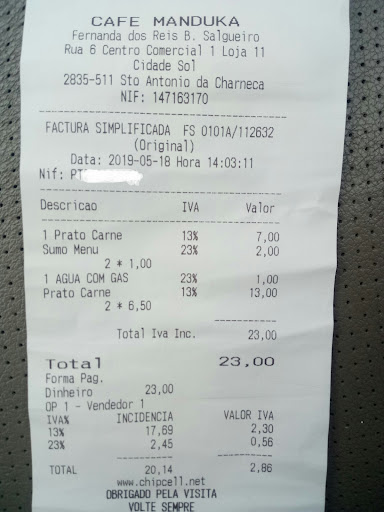 CAFE MANDUKA
Fernanda dos Reis B. Salgueiro
Rua 6 Centro Comercial 1 Loja 11
Cidade Sol
2835-511 Sto Antonio da Charneca
NIF: 147163170
FACTURA SIMPLIFICADA FS 0101A/112632
(Original)
Data: 2019-05-18 Hora 14:03:11
Nif: PT
Descricao IVA Valor
1 Prato Carne 13% 7,00
Sumo Menu 23% 2,00
2 * 1,00
1 AGUA COM GAS 23% 1,00
Prato Carne 13% 13,00
2 * 6,50
Total Iva Inc. 23,00
Total 23,00
Forma Pag.
Dinheiro 23,00
OP 1 - Vendedor 1
IVA% INCIDENCIA VALOR IVA
13% 17,69 2,30
23% 2,45 0,56
TOTAL 20,14 2,86
www.chipcell.net
OBRIGADO PELA VISITA
VOLTE SEMPRE